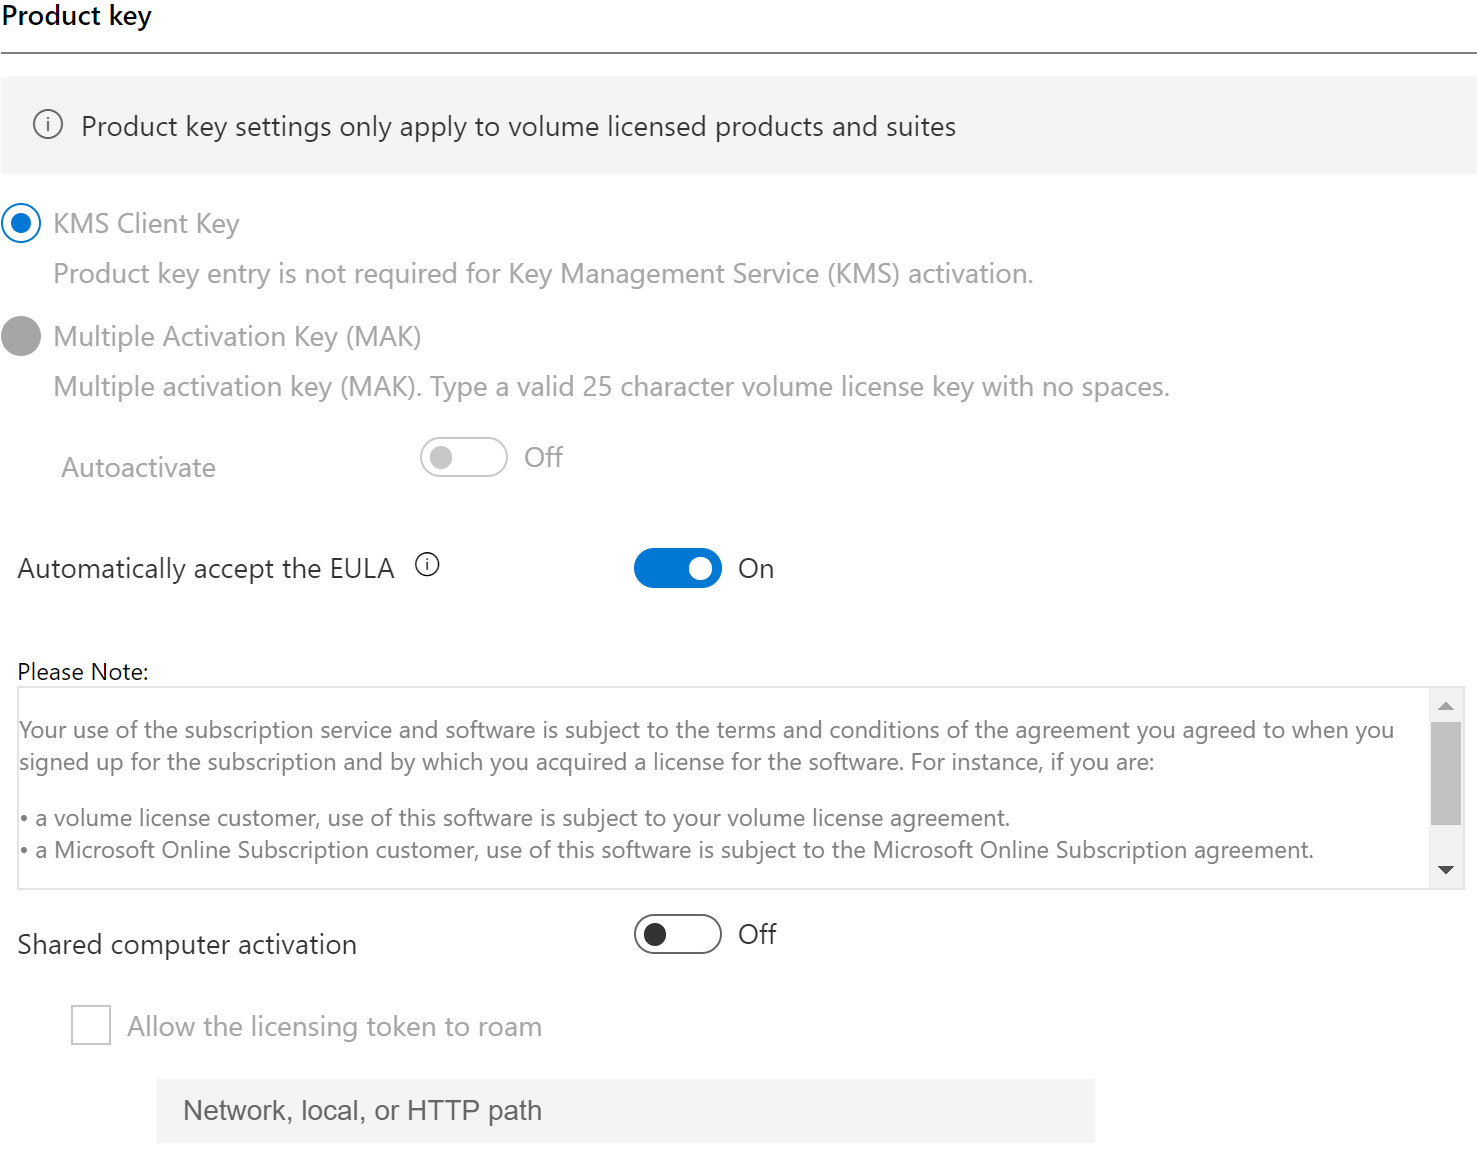 Product key
Product key settings only apply to volume licensed products and suites
KMS Client Key
Product key entry is not required for Key Management Service (KMS) activation.
Multiple Activation Key (MAK)
Multiple activation key (MAK). Type a valid 25 character volume license key with no spaces.
Autoactivate Off
Automatically accept the EULA On
Please Note:
Your use of the subscription service and software is subject to the terms and conditions of the agreement you agreed to when you
signed up for the subscription and by which you acquired a license for the software. For instance, if you are:
• a volume license customer, use of this software is subject to your volume license agreement.
• a Microsoft Online Subscription customer, use of this software is subject to the Microsoft Online Subscription agreement.
Shared computer activation Off
Allow the licensing token to roam
Network, local, or HTTP path